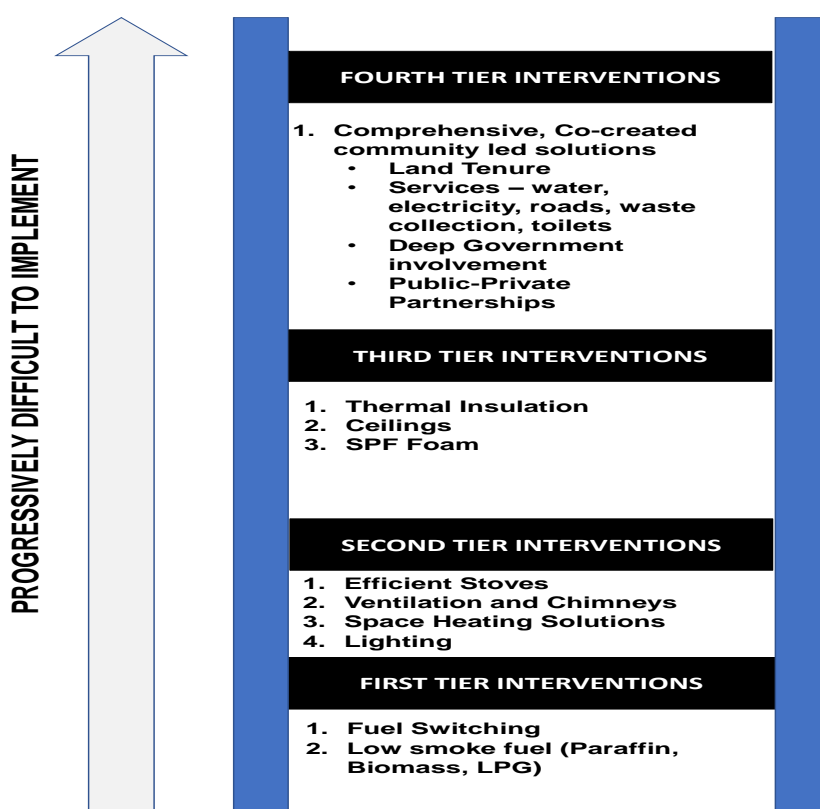 PROGRESSIVELY DIFFICULT TO IMPLEMENT
FOURTH TIER INTERVENTIONS
1. Comprehensive, Co-created
community led solutions
• Land Tenure
• Services – water,
electricity, roads, waste
collection, toilets
• Deep Government
involvement
• Public-Private
Partnerships
THIRD TIER INTERVENTIONS
1. Thermal Insulation
2. Ceilings
3. SPF Foam
SECOND TIER INTERVENTIONS
1. Efficient Stoves
2. Ventilation and Chimneys
3. Space Heating Solutions
4. Lighting
FIRST TIER INTERVENTIONS
1. Fuel Switching
2. Low smoke fuel (Paraffin,
Biomass, LPG)